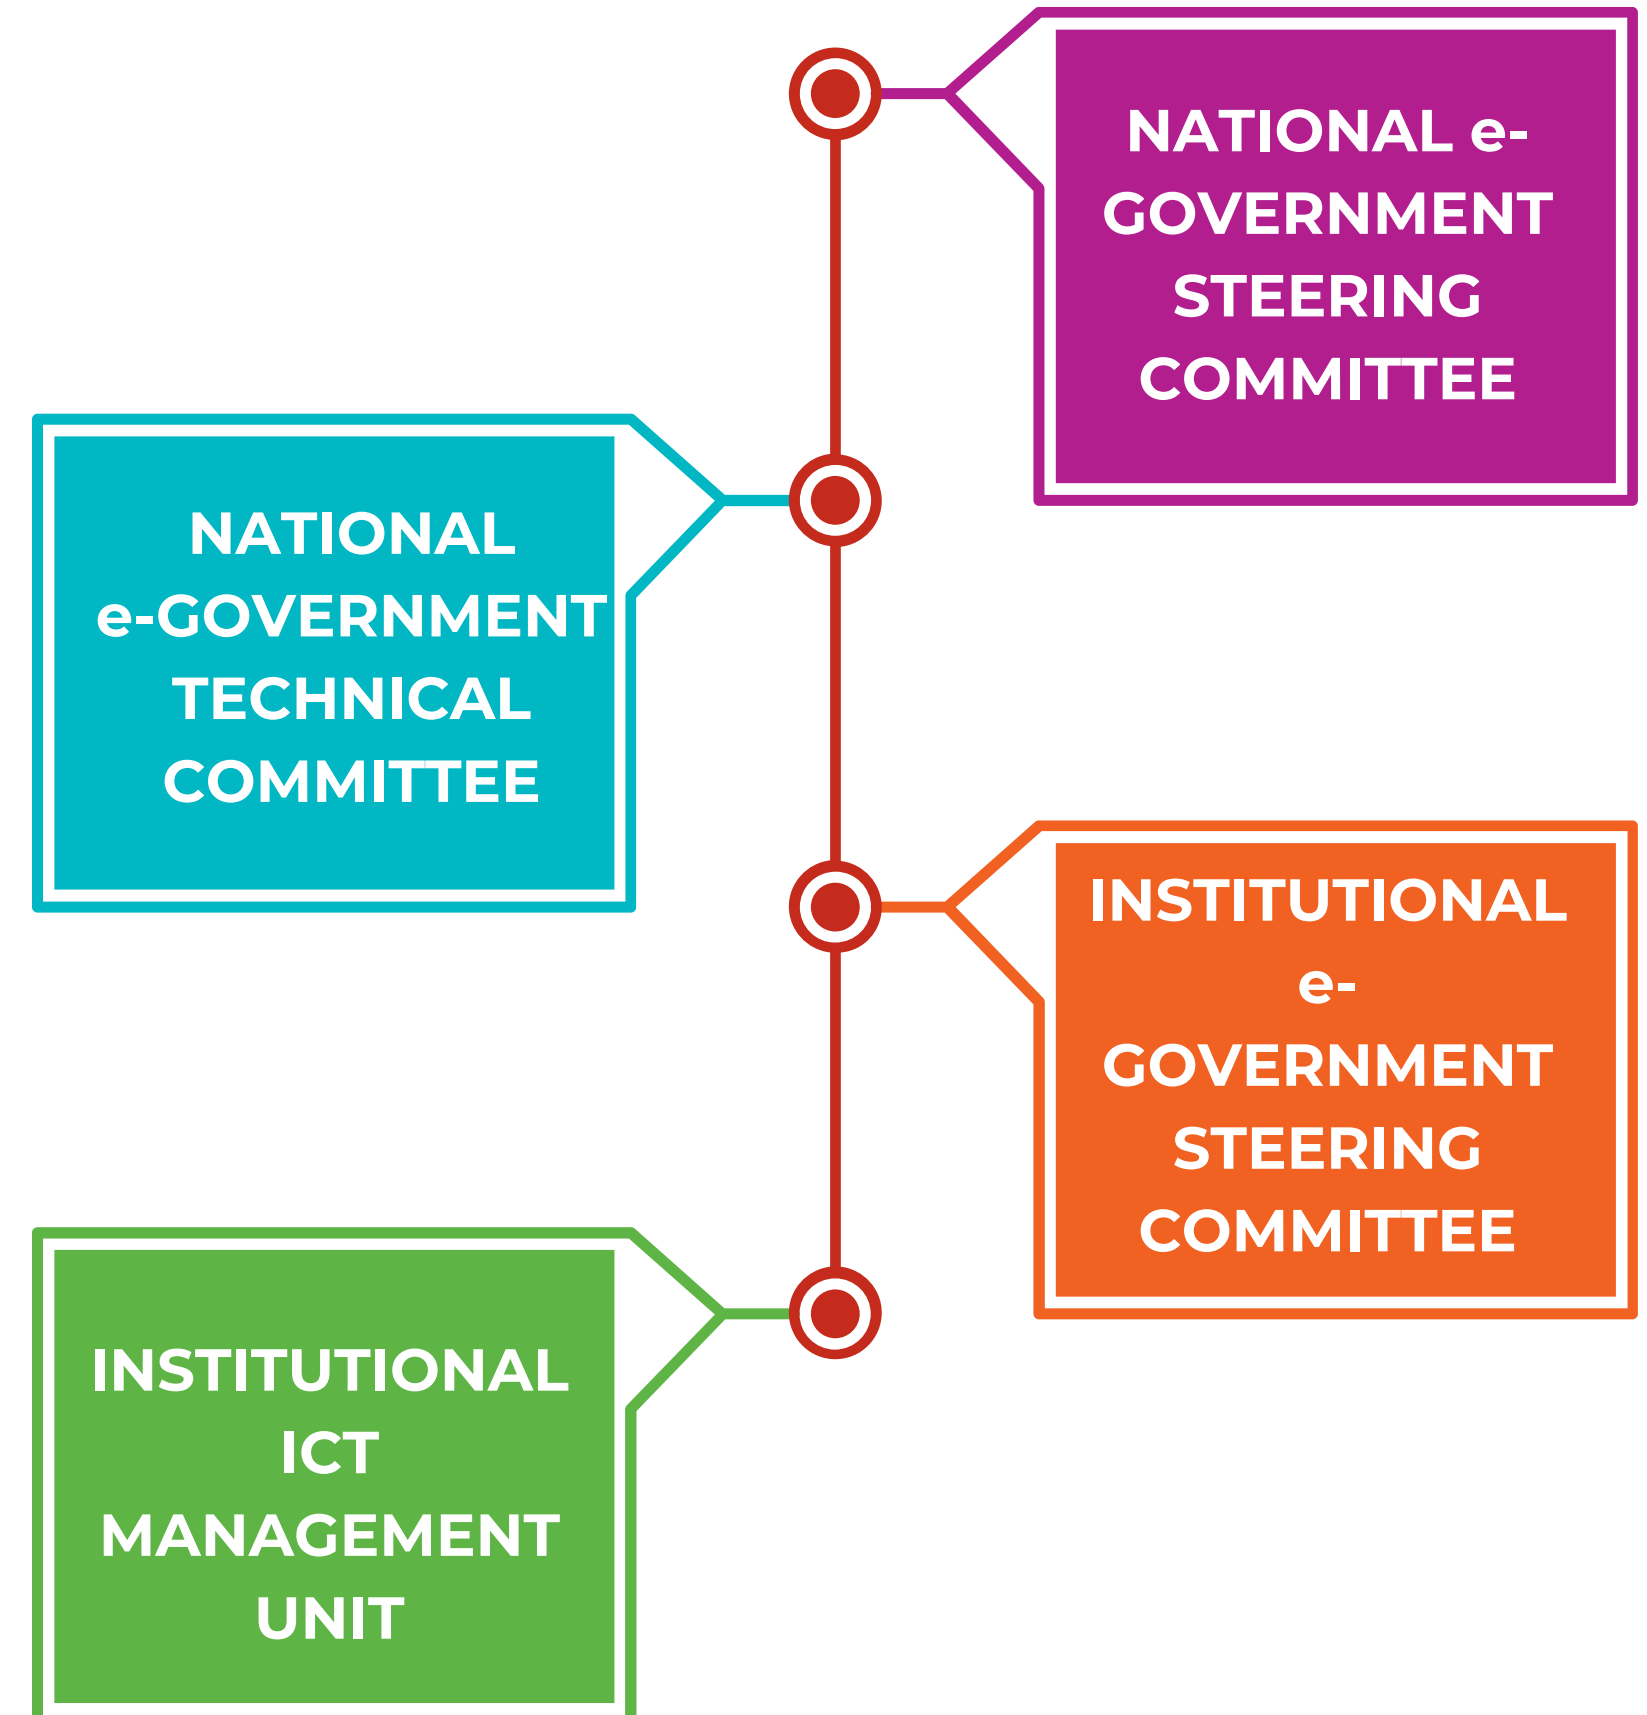 NATIONAL e-
GOVERNMENT
STEERING
COMMITTEE
NATIONAL
e-GOVERNMENT
TECHNICAL
COMMITTEE
INSTITUTIONAL
e-
GOVERNMENT
STEERING
COMMITTEE
INSTITUTIONAL
ICT
MANAGEMENT
UNIT